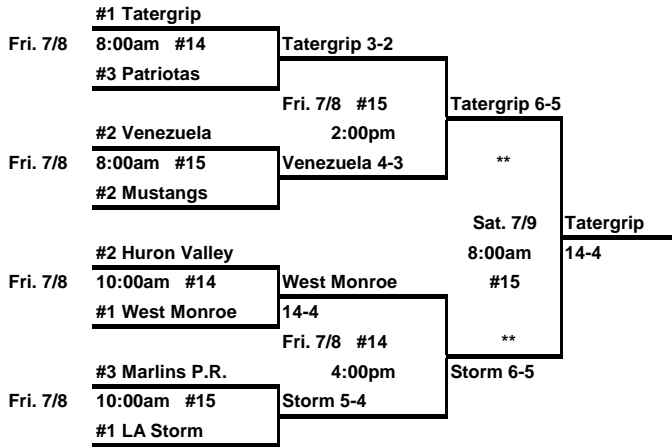 #1 Tatergrip
Fri. 7/8 8:00am #14 Tatergrip 3-2
#3 Patriotas
Fri. 7/8 #15 Tatergrip 6-5
#2 Venezuela 2:00pm
Fri. 7/8 8:00am #15 Venezuela 4-3 **
#2 Mustangs
Sat. 7/9 Tatergrip
#2 Huron Valley 8:00am 14-4
Fri. 7/8 10:00am #14 West Monroe #15
#1 West Monroe 14-4
Fri. 7/8 #14 **
#3 Marlins P.R. 4:00pm Storm 6-5
Fri. 7/8 10:00am #15 Storm 5-4
#1 LA Storm